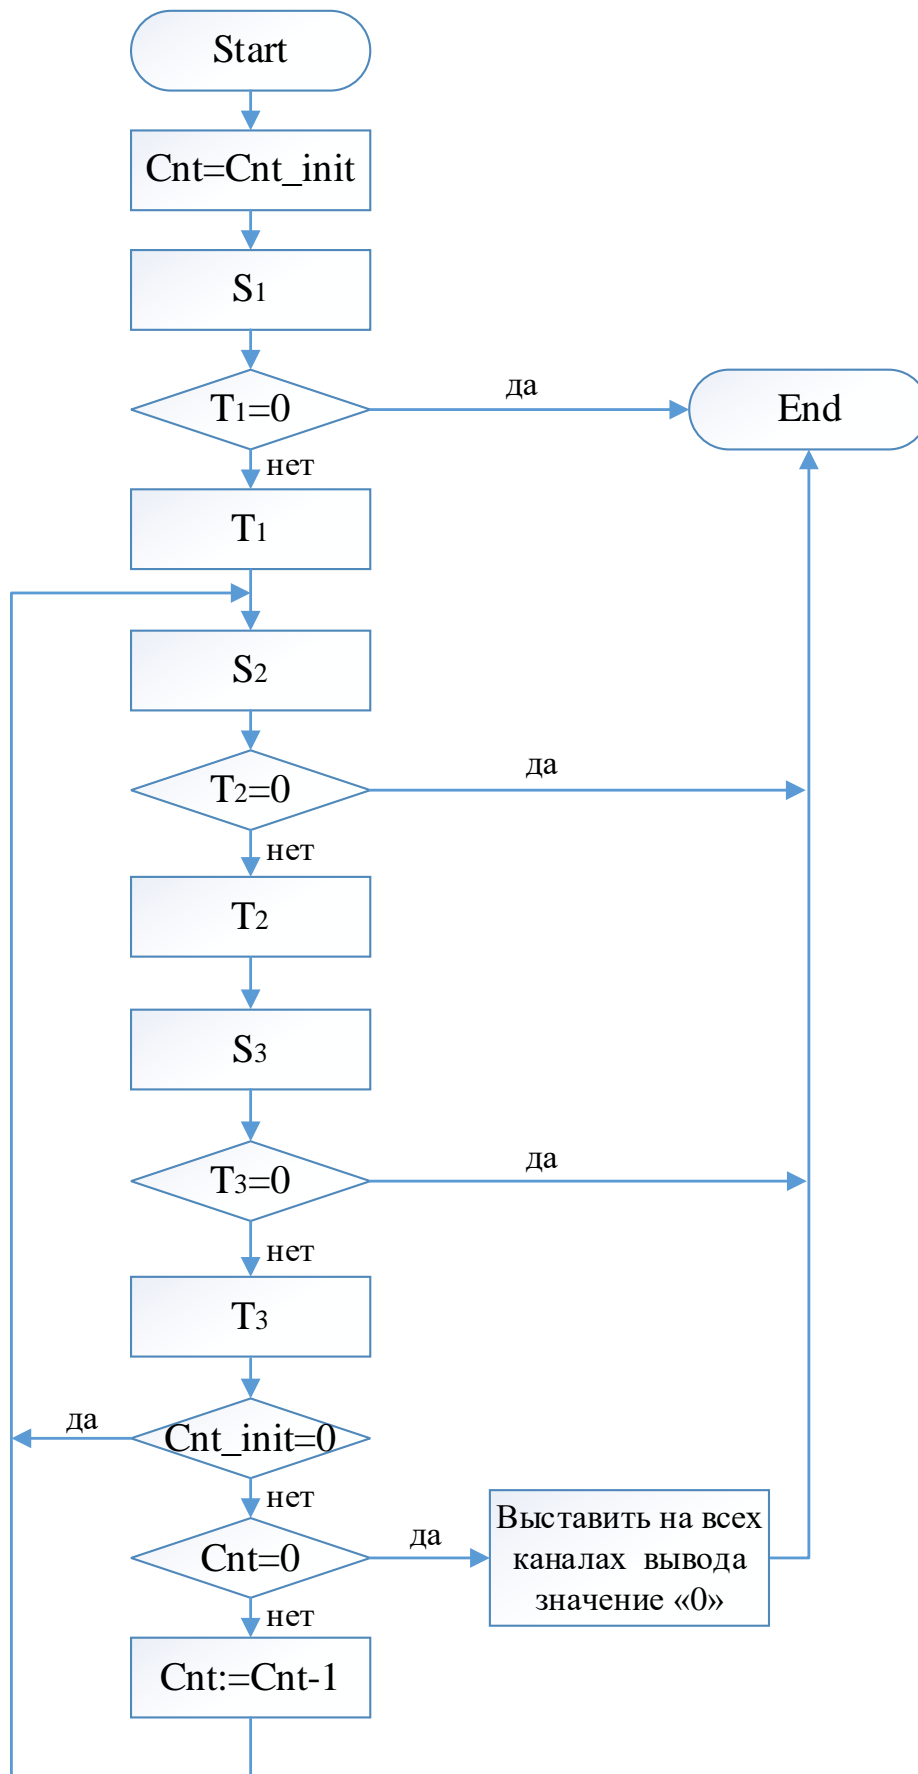 Start
Cnt=Cnt_init
S1
T1=0
да
End
нет
T1
S2
T2=0
да
нет
T2
S3
T3=0
да
нет
T3
да
Cnt_init=0
нет
Cnt=0
да
Выставить на всех
каналах вывода
значение «0»
нет
Cnt:=Cnt-1